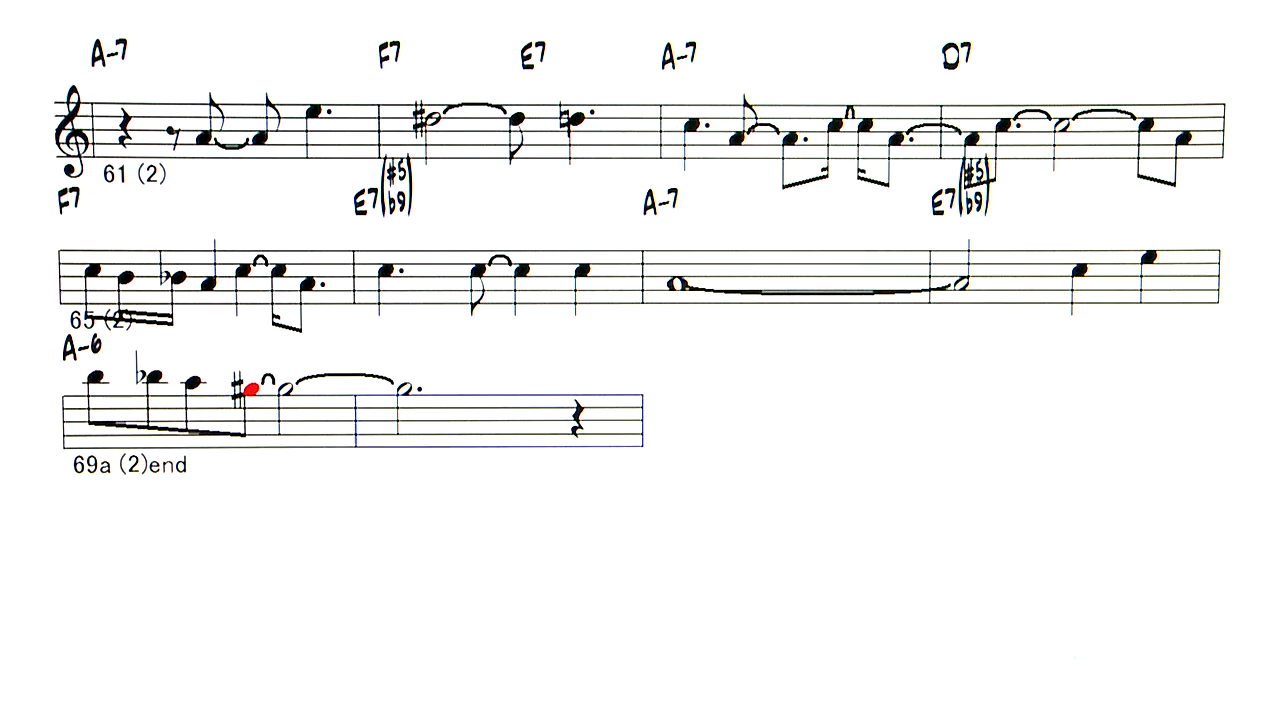 A-7 F7 E7 A-7 D7
61 (2)
F7 E7(#5 b9) A-7 E7(#5 b9)
65 (2)
A-6
69a (2)end